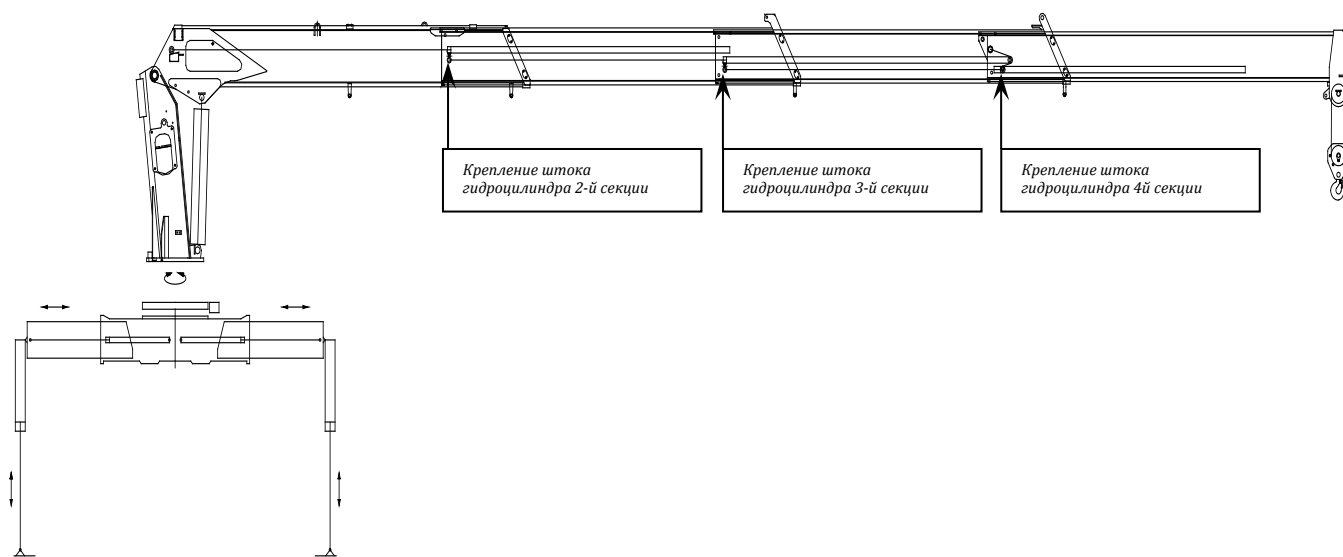 Крепление штока
гидроцилиндра 2-й секции
Крепление штока
гидроцилиндра 3-й секции
Крепление штока
гидроцилиндра 4й секции